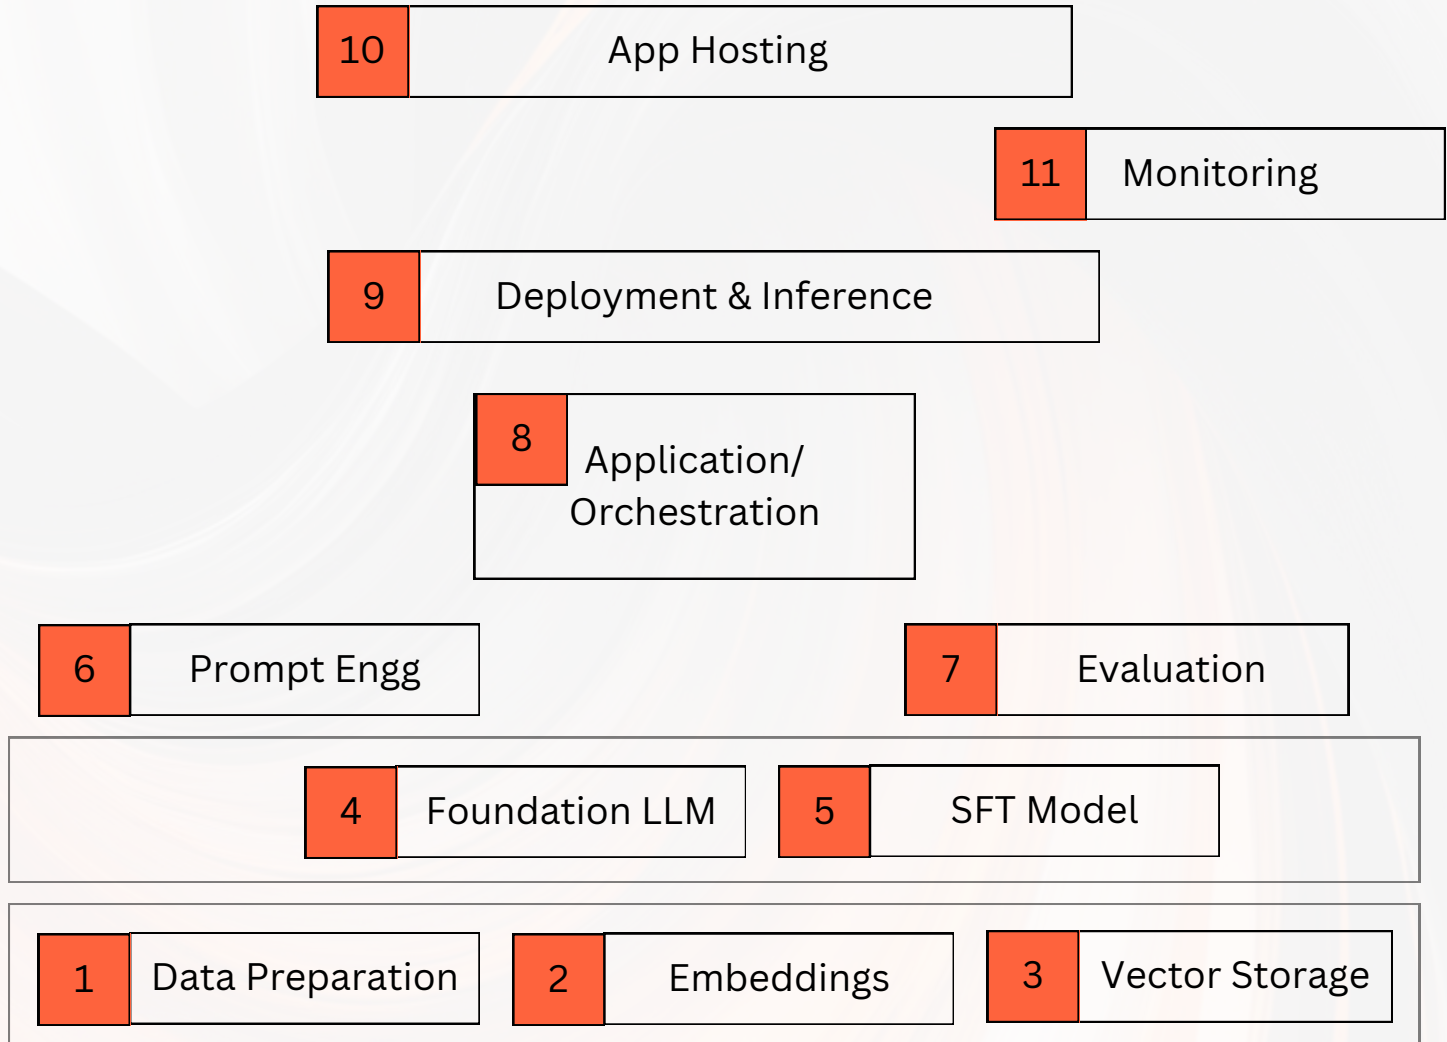 10 App Hosting
11 Monitoring
9 Deployment & Inference
8 Application/
Orchestration
6 Prompt Engg
7 Evaluation
4 Foundation LLM
5 SFT Model
1 Data Preparation
2 Embeddings
3 Vector Storage